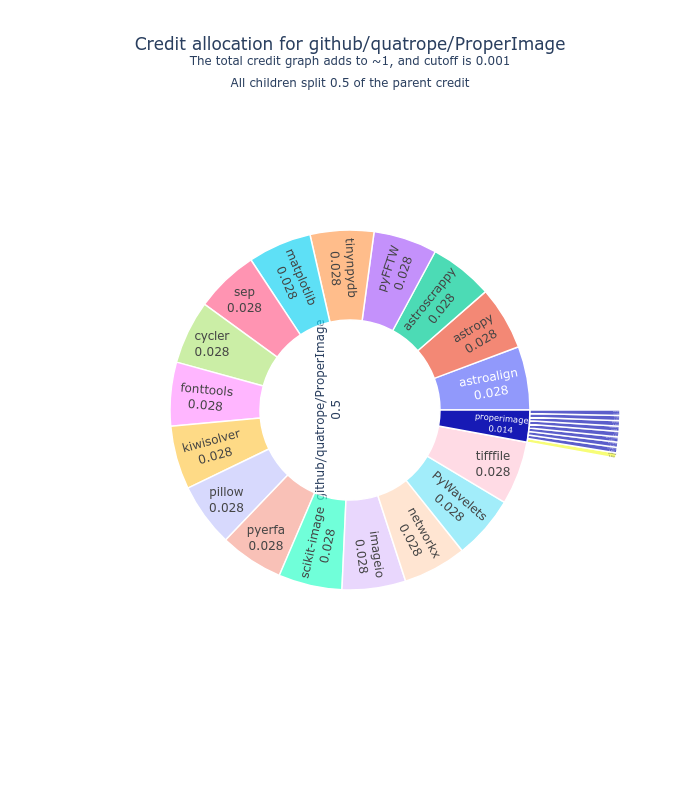 Credit allocation for github/quatrope/ProperImage
The total credit graph adds to ~1, and cutoff is 0.001
All children split 0.5 of the parent credit
tinynpydb
0.028
pyFFTW
0.028
matplotlib
0.028
astroscrappy
0.028
sep
0.028
astropy
0.028
cycler
0.028
astroalign
0.028
fonttools
0.028
github/quatrope/ProperImage
0.5
properimage
0.014
kiwisolver
0.028
tifffile
0.028
pillow
0.028
PyWavelets
0.028
pyerfa
0.028
networkx
0.028
scikit-image
0.028
imageio
0.028